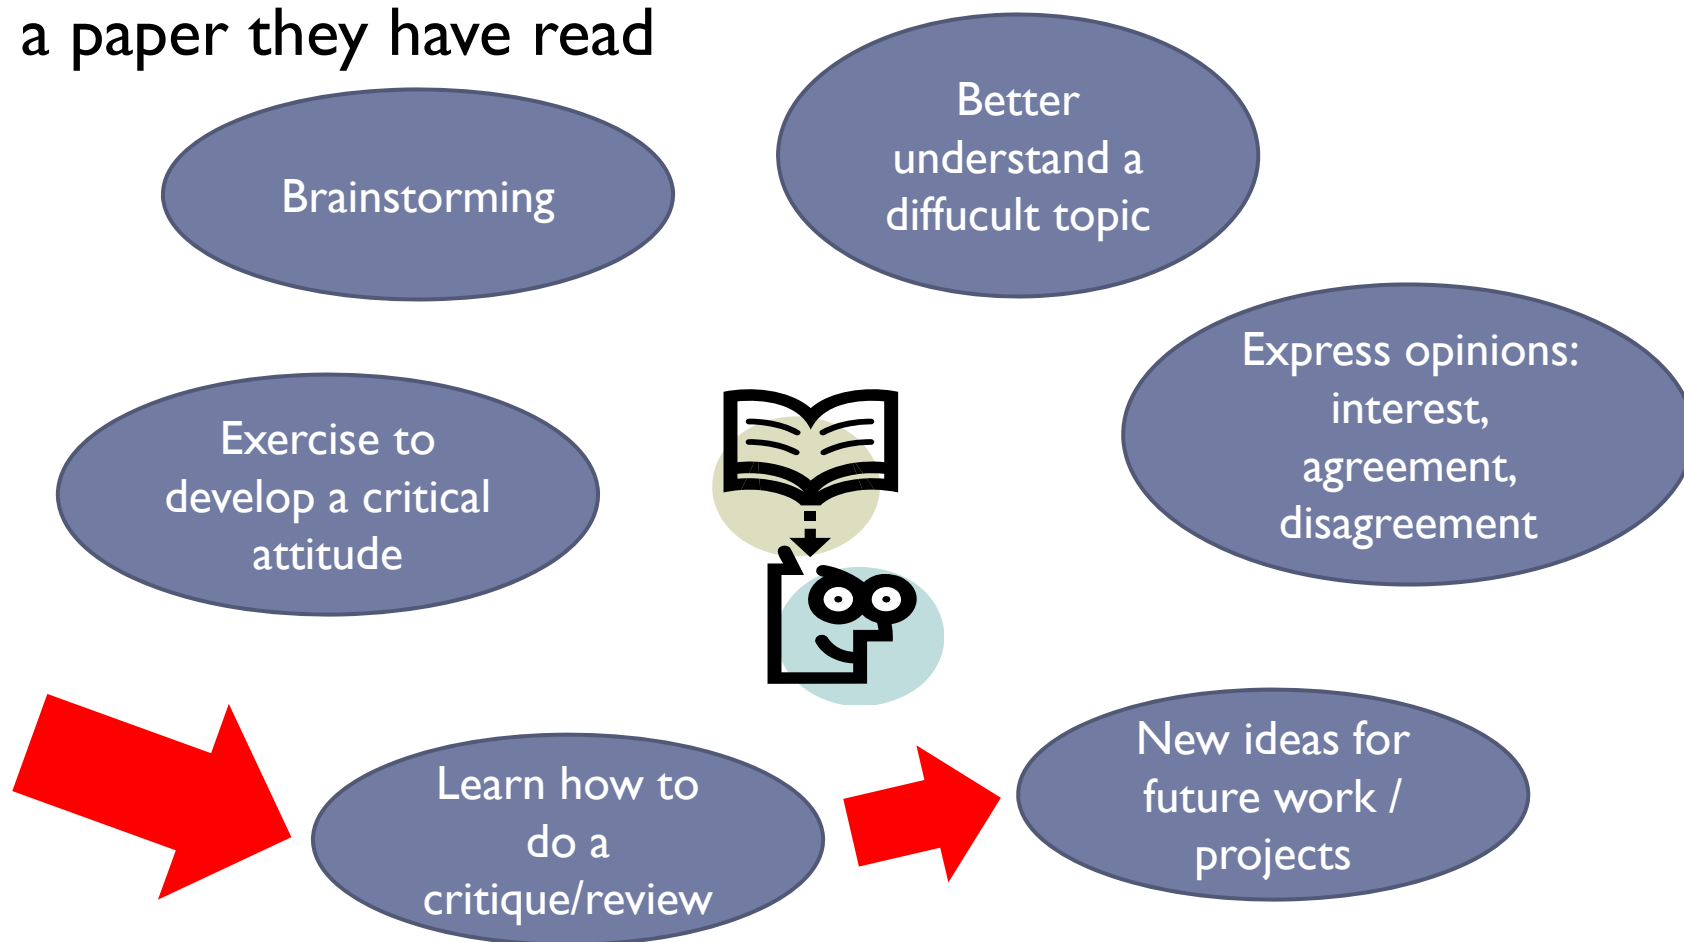 a paper they have read
Brainstorming
Better
understand a
diffucult topic
Express opinions:
interest,
agreement,
disagreement
Exercise to
develop a critical
attitude
Learn how to
do a
critique/review
New ideas for
future work /
projects